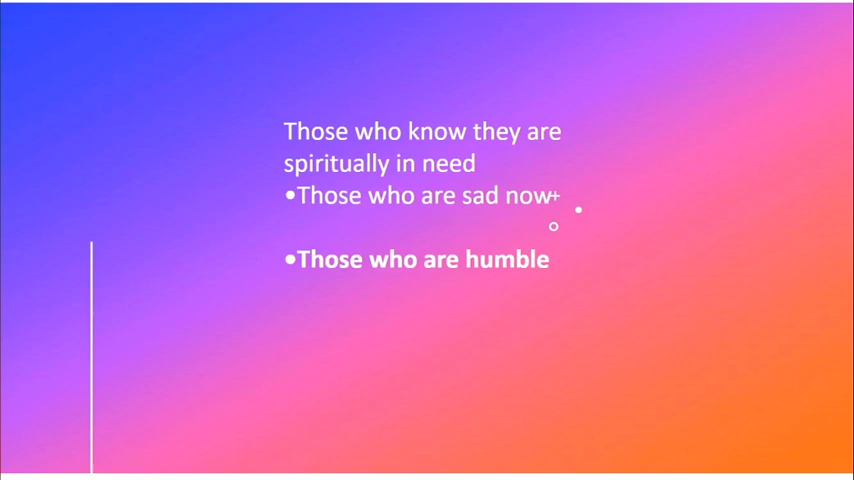 Those who know they are
spiritually in need
•Those who are sad now
•Those who are humble